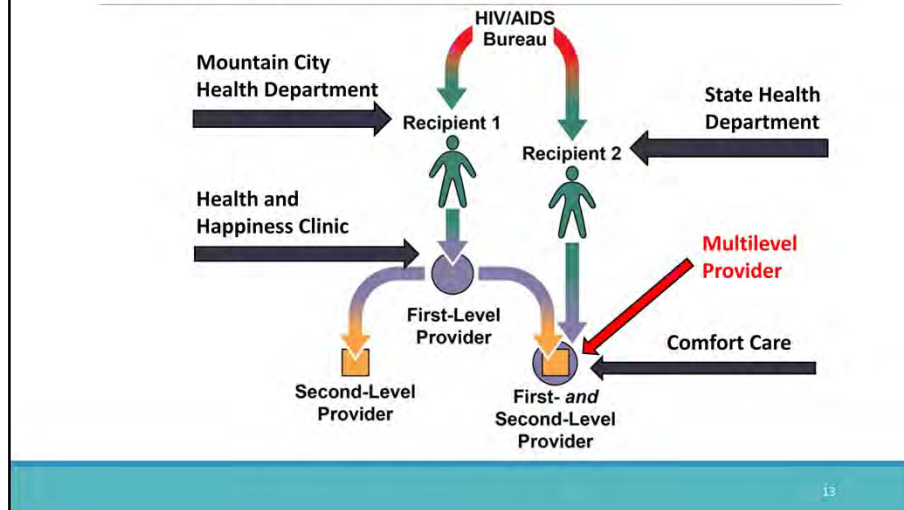 HIV/AIDS
Bureau
Mountain City
Health Department
State Health
Department
Recipient 1
Recipient 2
Health and
Happiness Clinic
Multilevel
Provider
First-Level
Provider
Comfort Care
Second-Level
Provider
First- and
Second-Level
Provider
13